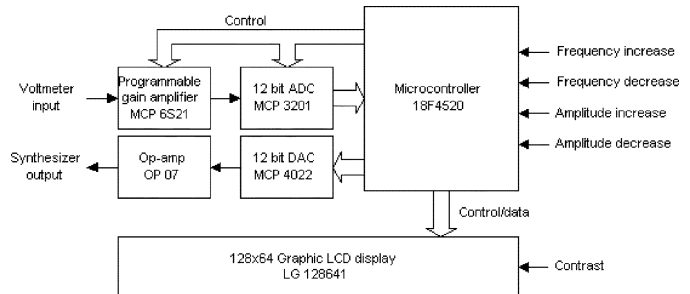 Control
Voltmeter
input
Programmable
gain amplifier
MCP 6S21
12 bit ADC
MCP 3201
Microcontroller
18F4520
Frequency increase
Frequency decrease
Amplitude increase
Amplitude decrease
Synthesizer
output
Op-amp
OP 07
12 bit DAC
MCP 4022
Control/data
128x64 Graphic LCD display
LG 128641
Contrast